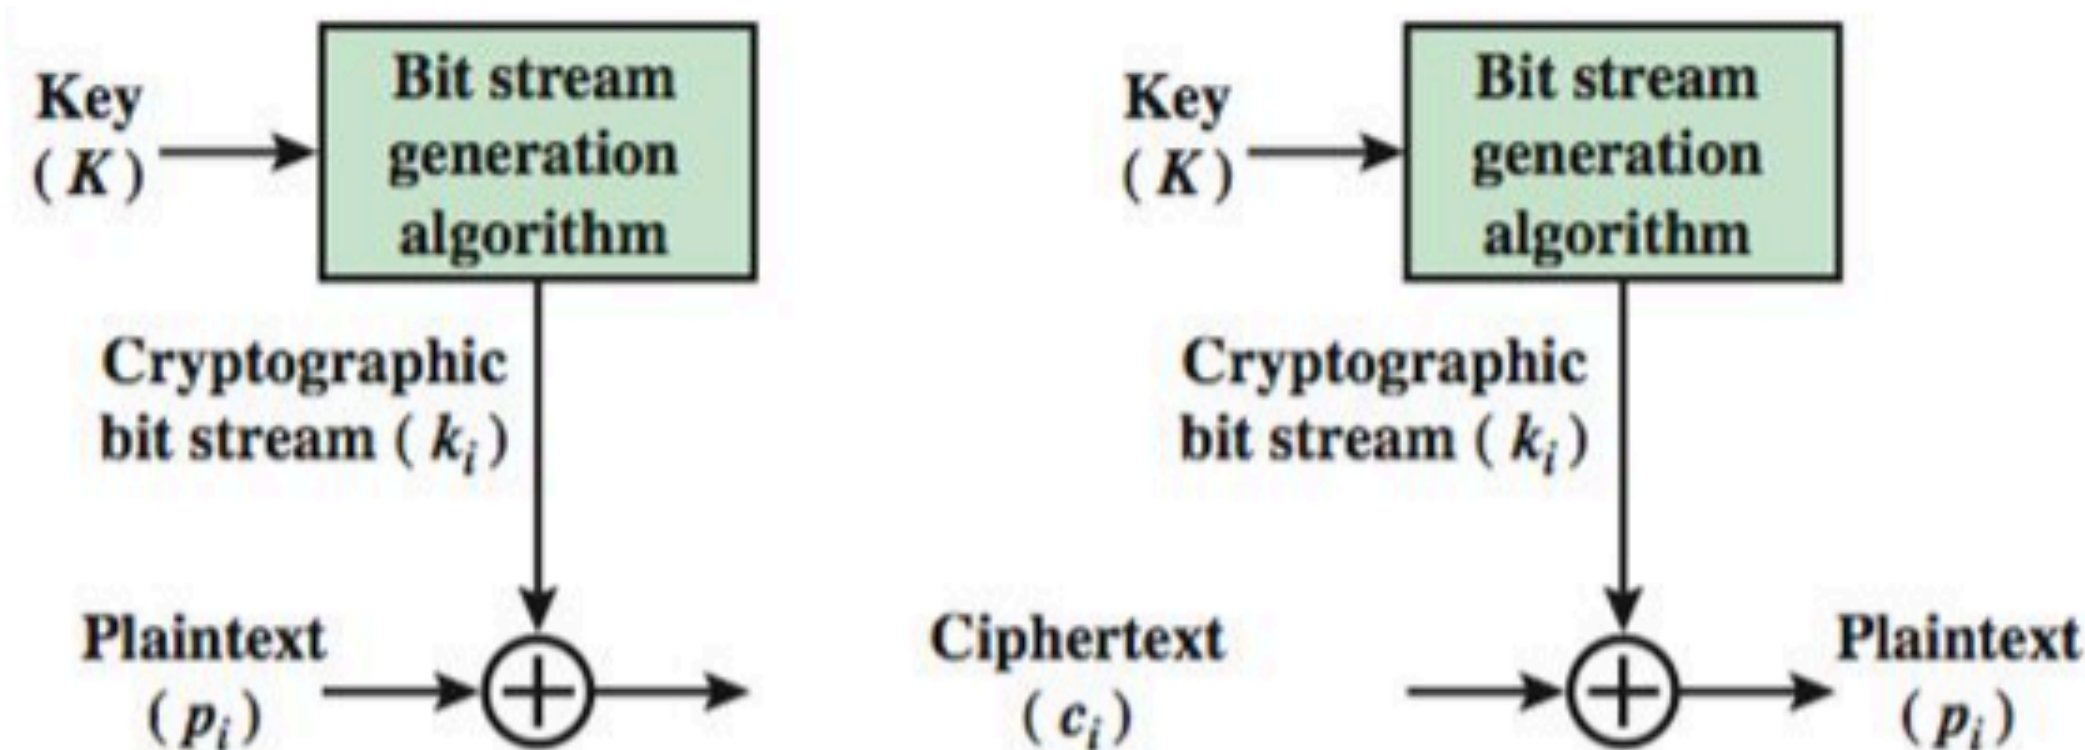 Key
( K )
Bit stream
generation
algorithm
Cryptographic
bit stream ( kᵢ )
Plaintext
( pᵢ )
Ciphertext
( cᵢ )
Key
( K )
Bit stream
generation
algorithm
Cryptographic
bit stream ( kᵢ )
Plaintext
( pᵢ )